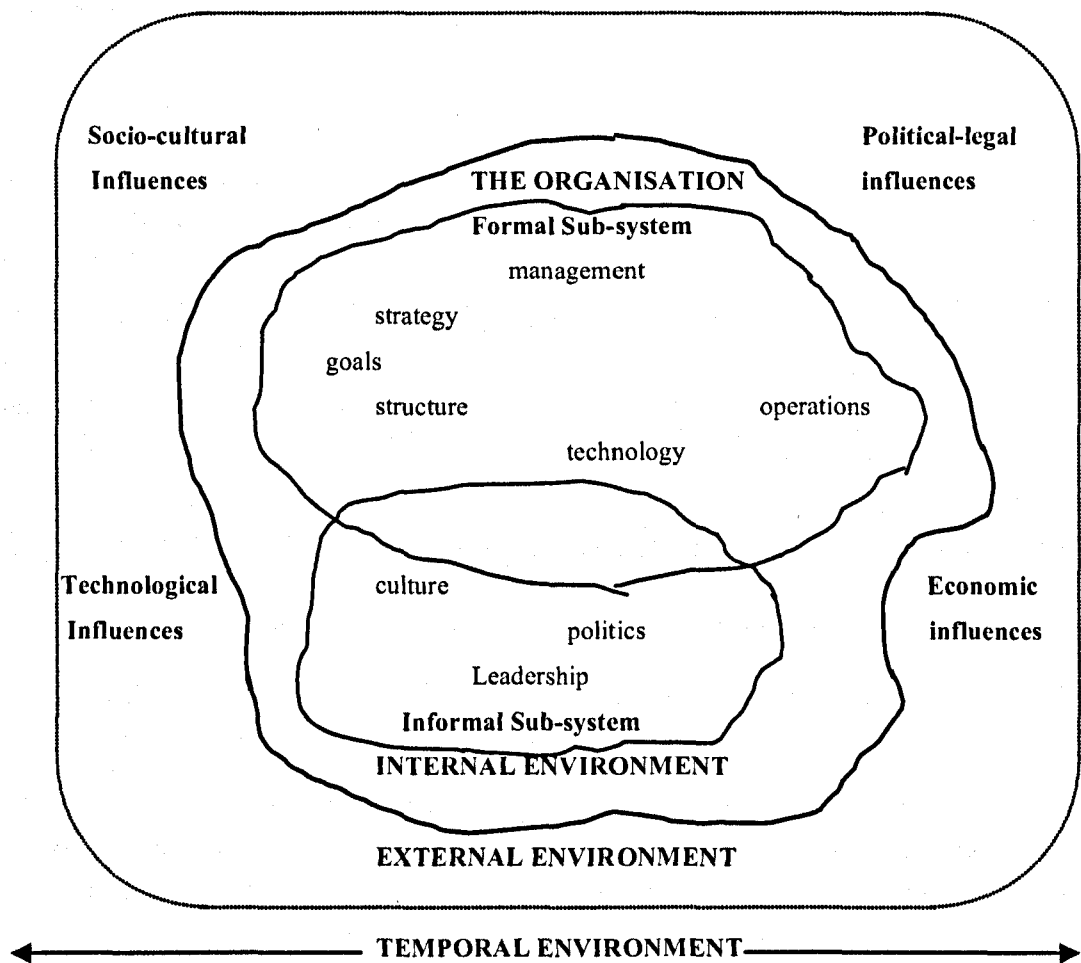 Socio-cultural
Influences
Political-legal
influences
THE ORGANISATION
Formal Sub-system
management
strategy
goals
structure
operations
technology
Technological
Influences
culture
Economic
influences
politics
Leadership
Informal Sub-system
INTERNAL ENVIRONMENT
EXTERNAL ENVIRONMENT
TEMPORAL ENVIRONMENT